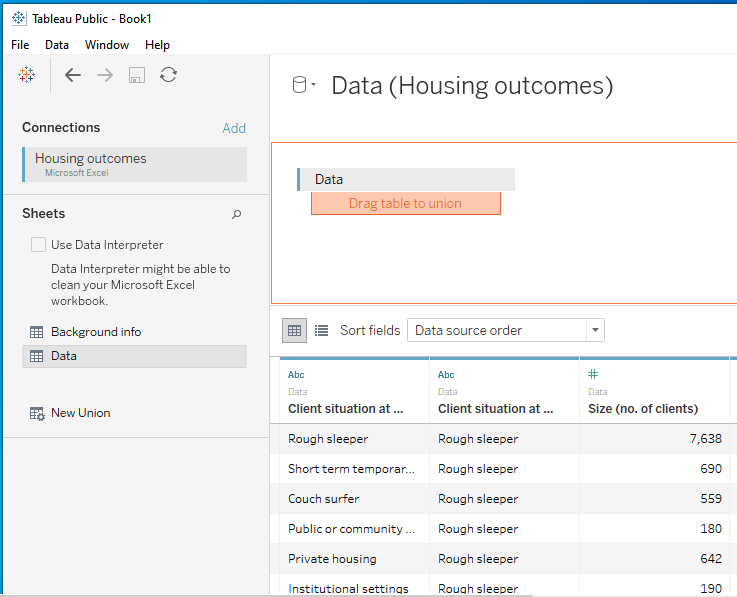 Tableau Public - Book1
File Data Window Help
Connections Add
Housing outcomes
Microsoft Excel
Sheets
Use Data Interpreter
Data Interpreter might be able to
clean your Microsoft Excel
workbook.
Background info
Data
New Union
Data (Housing outcomes)
Data
Drag table to union
Sort fields Data source order
Abc Abc #
Data Data Data
Client situation at ... Client situation at ... Size (no. of clients)
Rough sleeper Rough sleeper 7,638
Short term temporar... Rough sleeper 690
Couch surfer Rough sleeper 559
Public or community ... Rough sleeper 180
Private housing Rough sleeper 642
Institutional settings Rough sleeper 190